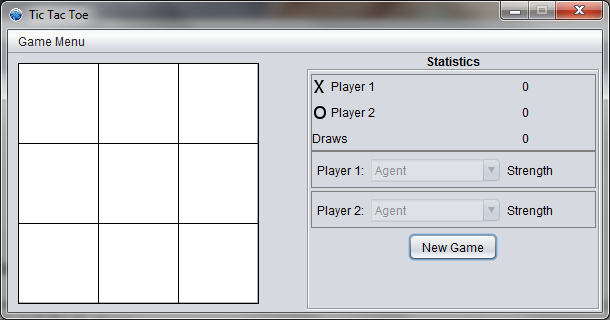 Tic Tac Toe
Game Menu
Statistics
X Player 1 0
O Player 2 0
Draws 0
Player 1: Agent Strength
Player 2: Agent Strength
New Game